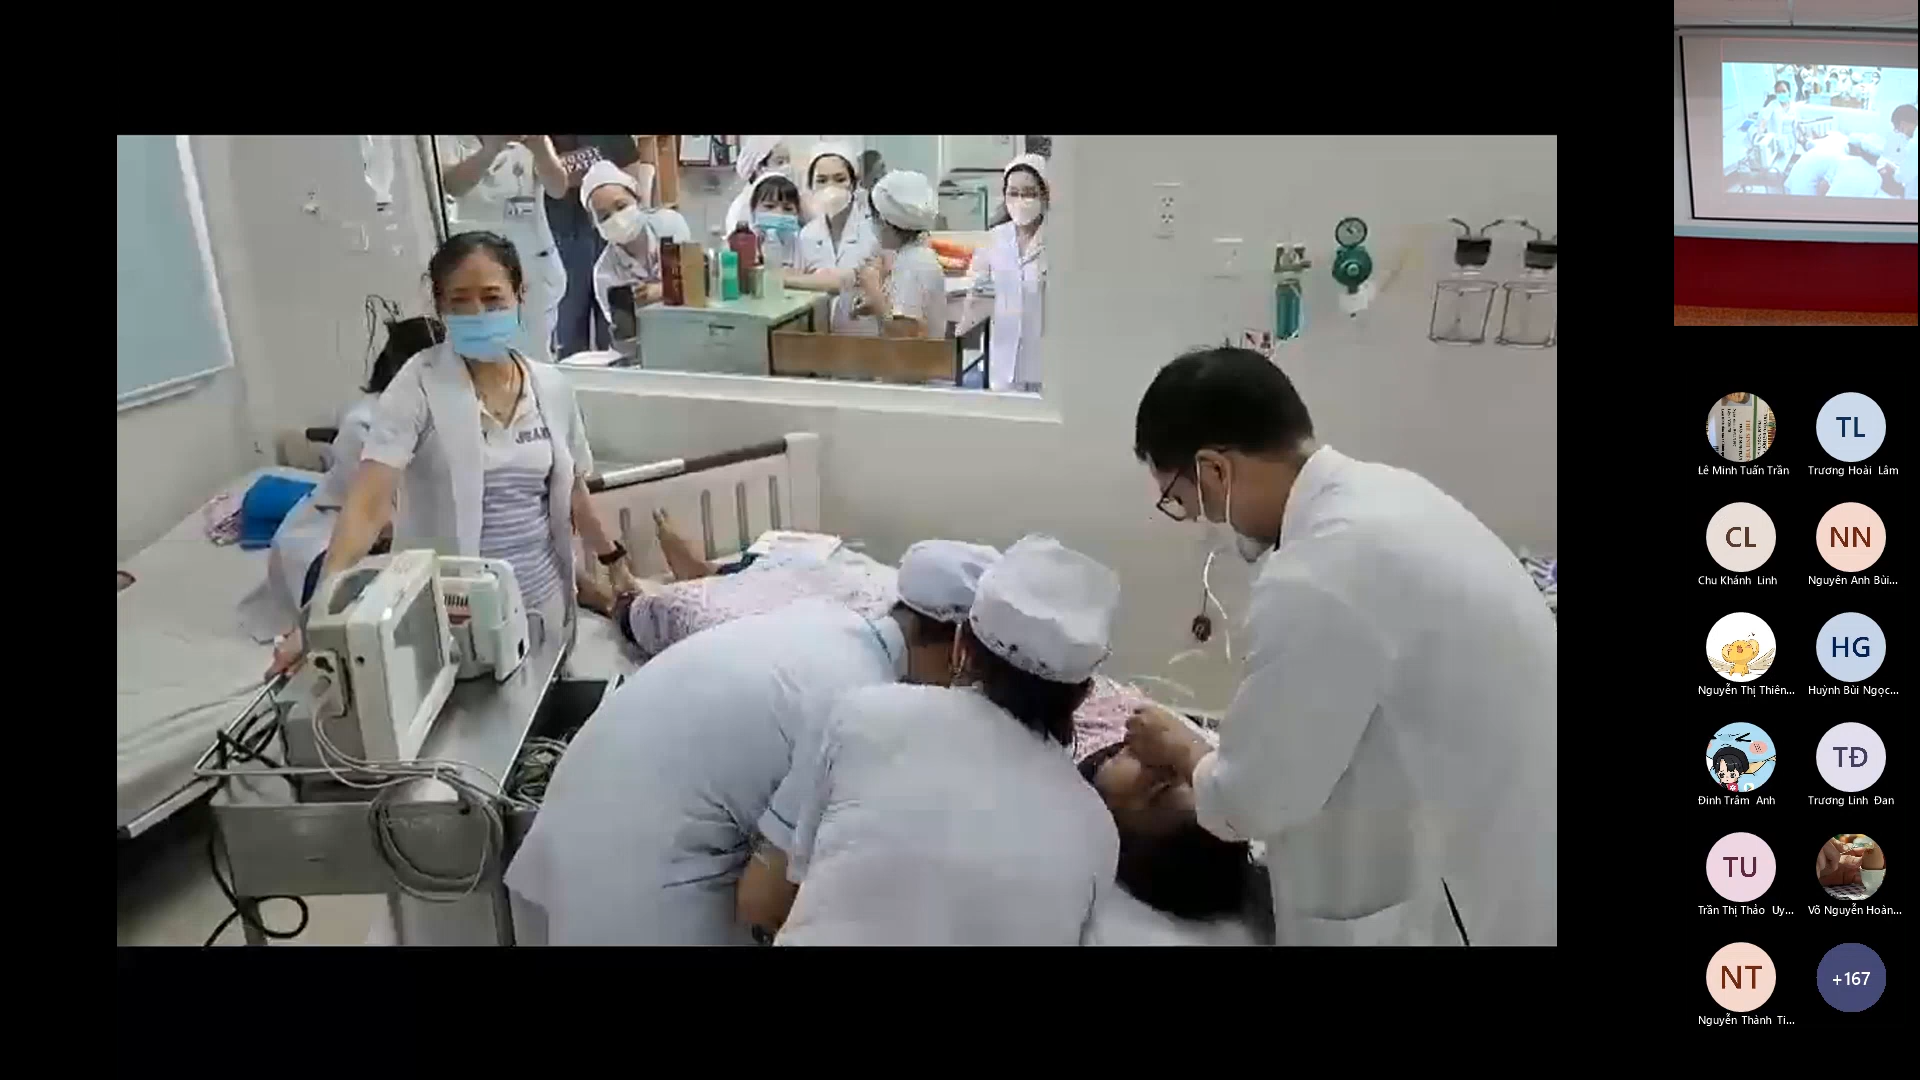 TL
Lê Minh Tuấn Trần
Trương Hoài Lâm
CL
NN
Chu Khánh Linh
Nguyên Anh Bùi...
HG
Nguyễn Thị Thiên...
Huỳnh Bùi Ngọc...
TĐ
Đinh Trâm Anh
Trương Linh Đan
TU
Trần Thị Thảo Uy...
Võ Nguyễn Hoàn...
NT
+167
Nguyễn Thành Ti...